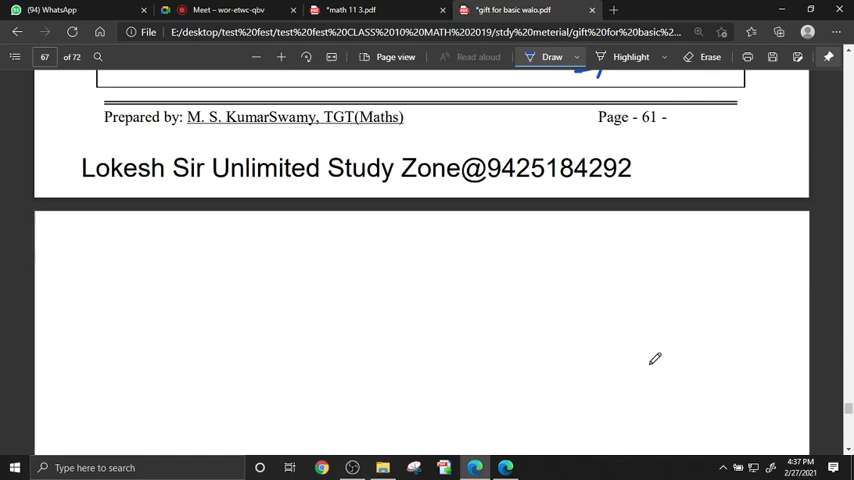 (94) WhatsApp
Meet – wor-etwc-qbv
*math 11 3.pdf
*gift for basic walo.pdf
File
E:/desktop/test%20fest/test%20fest%20CLASS%2010%20MATH%202019/stdy%20meterial/gift%20for%20basic%2...
67 of 72
Page view
Read aloud
Draw
Highlight
Erase
Prepared by: M. S. KumarSwamy, TGT(Maths)
Page - 61 -
Lokesh Sir Unlimited Study Zone@9425184292
Type here to search
4:37 PM
2/27/2021